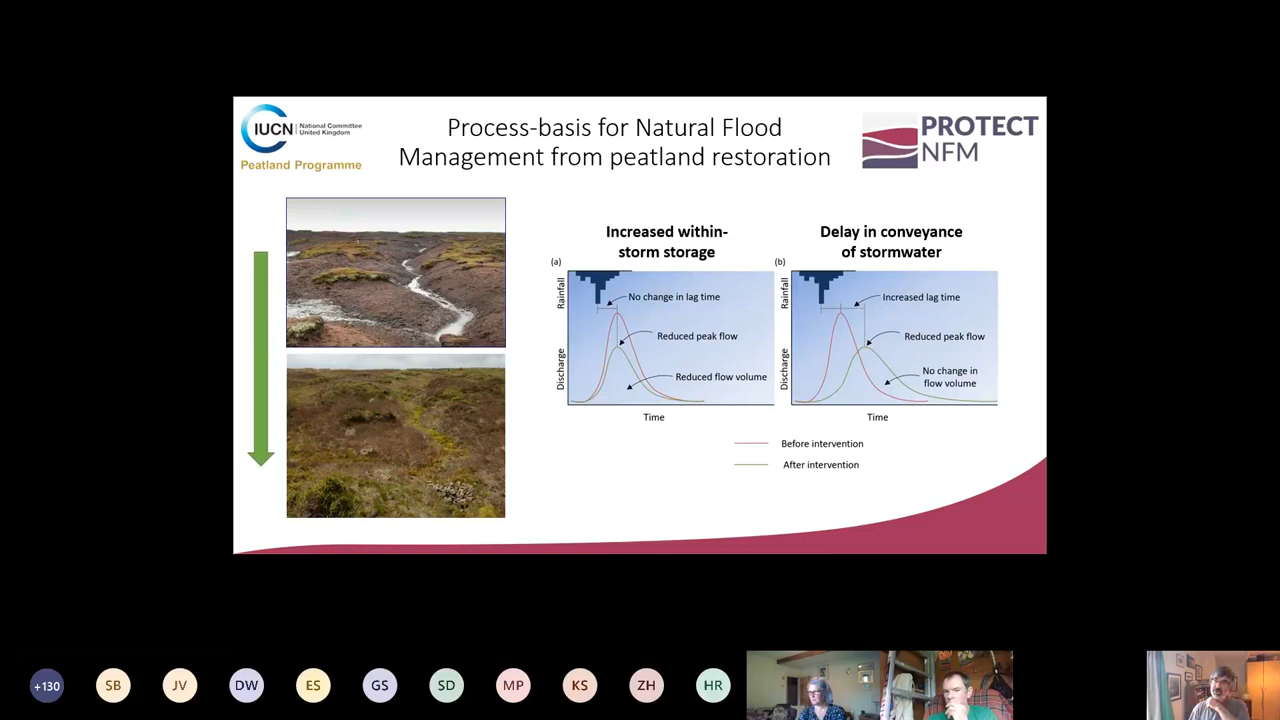 IUCN
National Committee
United Kingdom
Peatland Programme
Process-basis for Natural Flood
Management from peatland restoration
PROTECT
NFM
Increased within-
storm storage
(a)
Rainfall
Discharge
No change in lag time
Reduced peak flow
Reduced flow volume
Time
Delay in conveyance
of stormwater
(b)
Rainfall
Discharge
Increased lag time
Reduced peak flow
No change in
flow volume
Time
Before intervention
After intervention
+130
SB
JV
DW
ES
GS
SD
MP
KS
ZH
HR